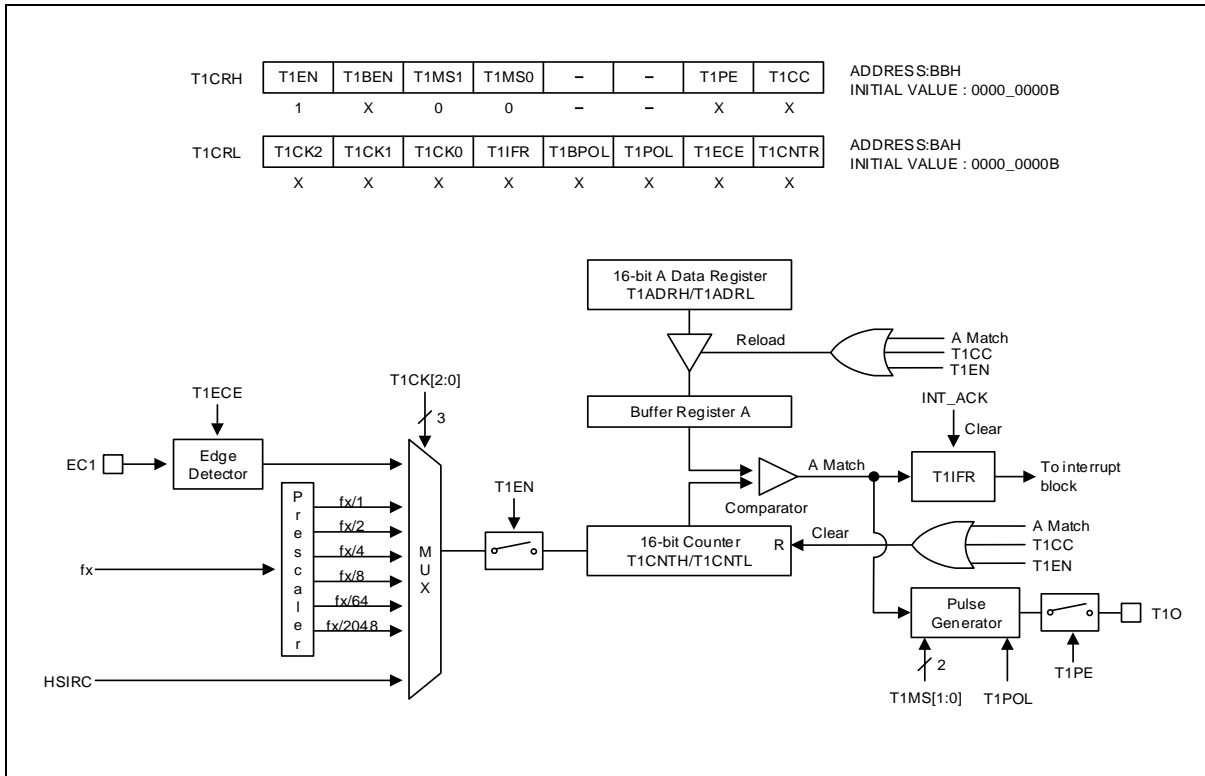 T1CRH T1EN T1BEN T1MS1 T1MS0 – – T1PE T1CC
1 X 0 0 – – X X
ADDRESS:BBH
INITIAL VALUE : 0000_0000B
T1CRL T1CK2 T1CK1 T1CK0 T1IFR T1BPOL T1POL T1ECE T1CNTR
X X X X X X X X
ADDRESS:BAH
INITIAL VALUE : 0000_0000B
16-bit A Data Register
T1ADRH/T1ADRL
Reload
A Match
T1CC
T1EN
T1CK[2:0]
3
T1ECE
Buffer Register A
INT_ACK
Clear
EC1
Edge
Detector
A Match
T1IFR
To interrupt
block
Comparator
Prescaler
fx/1
fx/2
fx/4
fx/8
fx/64
fx/2048
fx
HSIRC
MUX
T1EN
16-bit Counter
T1CNTH/T1CNTL
R
Clear
A Match
T1CC
T1EN
Pulse
Generator
T1O
2
T1MS[1:0]
T1POL
T1PE